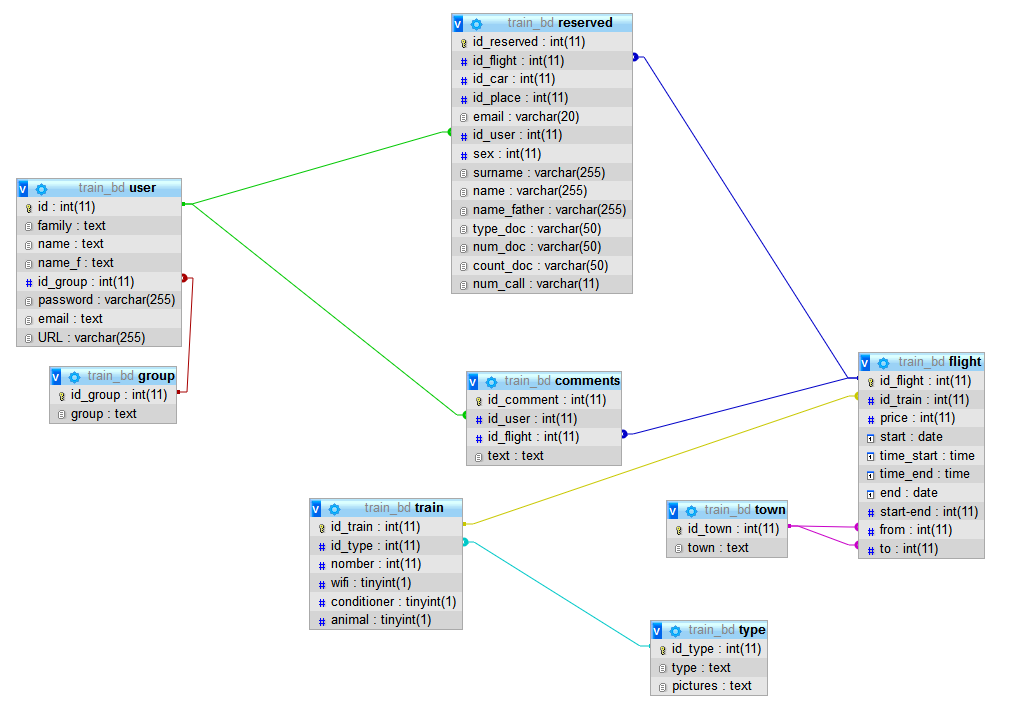 train_bd reserved
id_reserved : int(11)
id_flight : int(11)
id_car : int(11)
id_place : int(11)
email : varchar(20)
id_user : int(11)
sex : int(11)
surname : varchar(255)
name : varchar(255)
name_father : varchar(255)
type_doc : varchar(50)
num_doc : varchar(50)
count_doc : varchar(50)
num_call : varchar(11)
train_bd user
id : int(11)
family : text
name : text
name_f : text
id_group : int(11)
password : varchar(255)
email : text
URL : varchar(255)
train_bd group
id_group : int(11)
group : text
train_bd comments
id_comment : int(11)
id_user : int(11)
id_flight : int(11)
text : text
train_bd flight
id_flight : int(11)
id_train : int(11)
price : int(11)
start : date
time_start : time
time_end : time
end : date
start-end : int(11)
from : int(11)
to : int(11)
train_bd train
id_train : int(11)
id_type : int(11)
nomber : int(11)
wifi : tinyint(1)
conditioner : tinyint(1)
animal : tinyint(1)
train_bd town
id_town : int(11)
town : text
train_bd type
id_type : int(11)
type : text
pictures : text